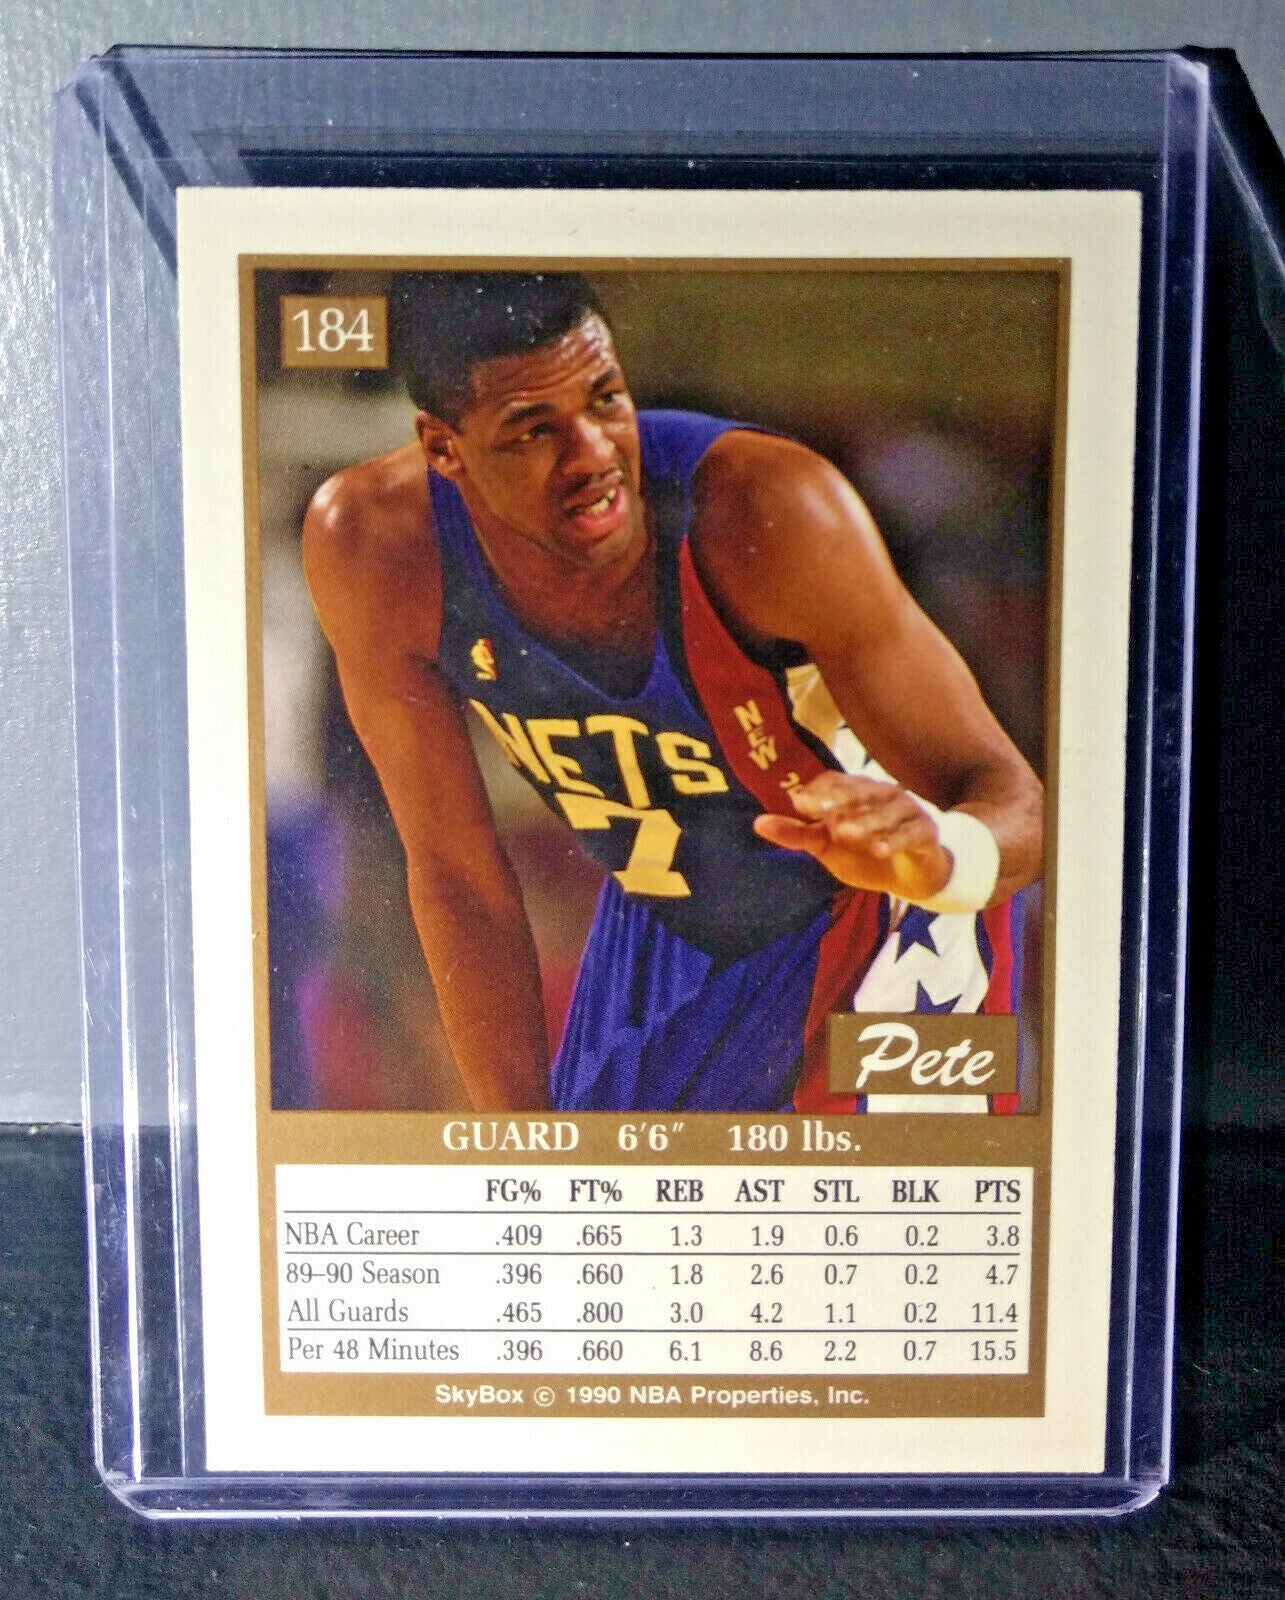 184
NETS
NEW
7
Pete
GUARD 6'6" 180 lbs.
FG% FT% REB AST STL BLK PTS
NBA Career .409 .665 1.3 1.9 0.6 0.2 3.8
89–90 Season .396 .660 1.8 2.6 0.7 0.2 4.7
All Guards .465 .800 3.0 4.2 1.1 0.2 11.4
Per 48 Minutes .396 .660 6.1 8.6 2.2 0.7 15.5
SkyBox © 1990 NBA Properties, Inc.